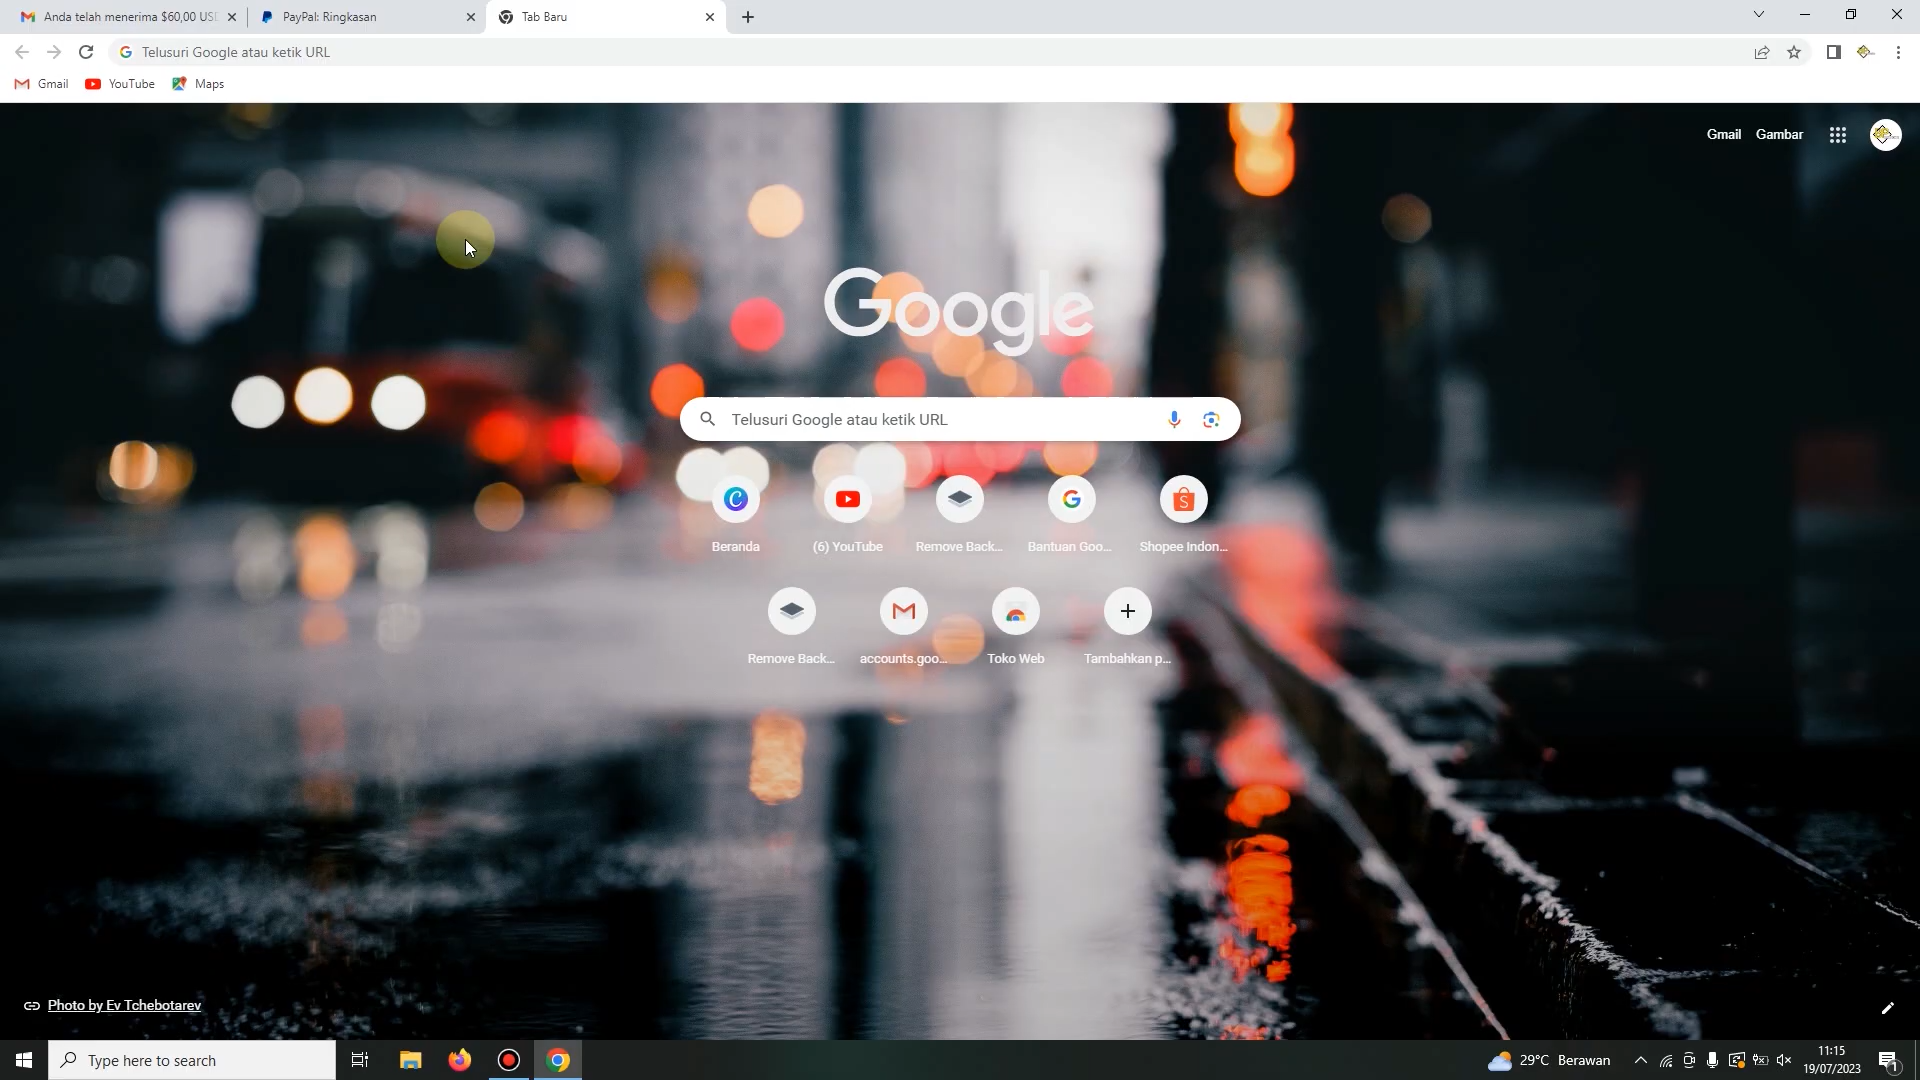 Anda telah menerima $60,00 USD
PayPal: Ringkasan
Tab Baru
Telusuri Google atau ketik URL
Gmail
YouTube
Maps
Gmail
Gambar
Google
Telusuri Google atau ketik URL
Beranda
(6) YouTube
Remove Back...
Bantuan Goo...
Shopee Indon...
Remove Back...
accounts.goo...
Toko Web
Tambahkan p...
Photo by Ev Tchebotarev
Type here to search
29°C Berawan
11:15
19/07/2023
1